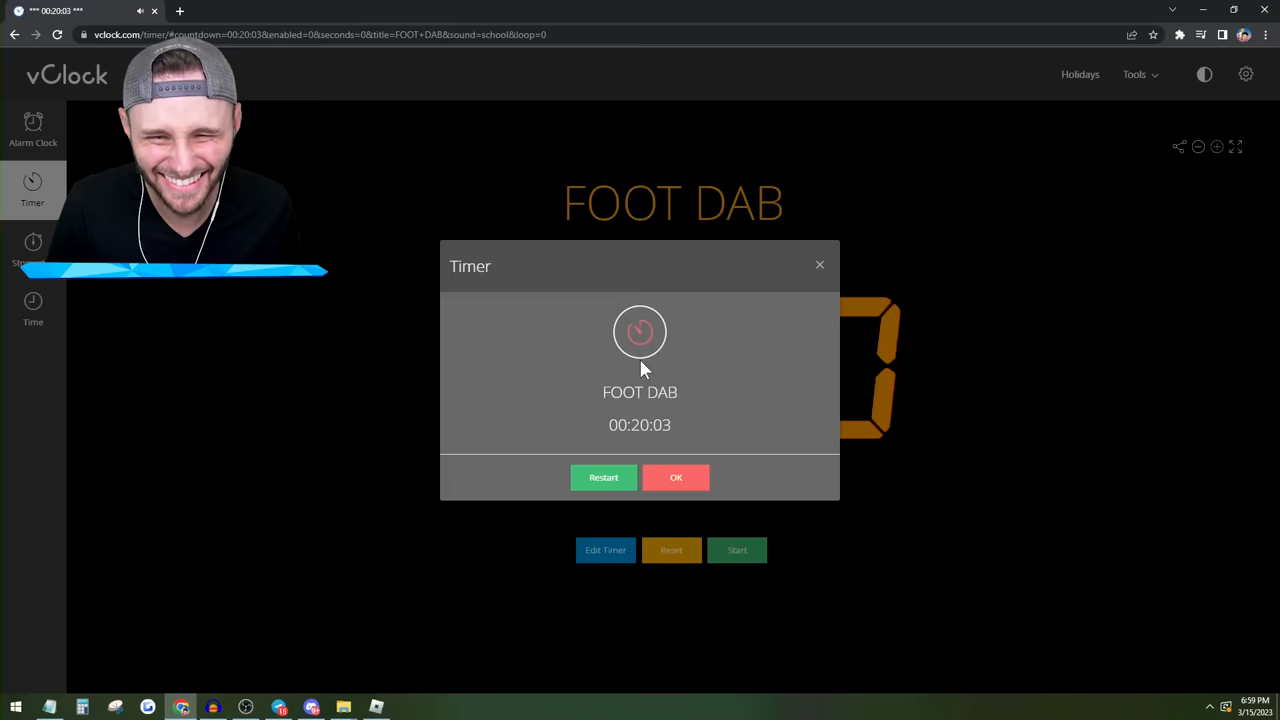 *** 00:20:03 ***
vclock.com/timer/#countdown=00:20:03&enabled=0&seconds=0&title=FOOT+DAB&sound=school&loop=0
vClock
Holidays
Tools
Alarm Clock
FOOT DAB
Timer
Timer
Time
FOOT DAB
00:20:03
Restart
OK
Edit Timer
Reset
Start
16
6:59 PM
3/15/2023